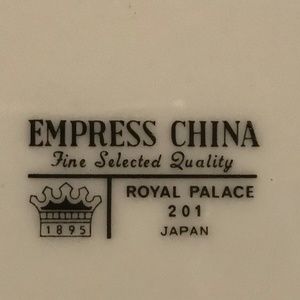 EMPRESS CHINA
Fine Selected Quality
ROYAL PALACE
201
JAPAN
1895